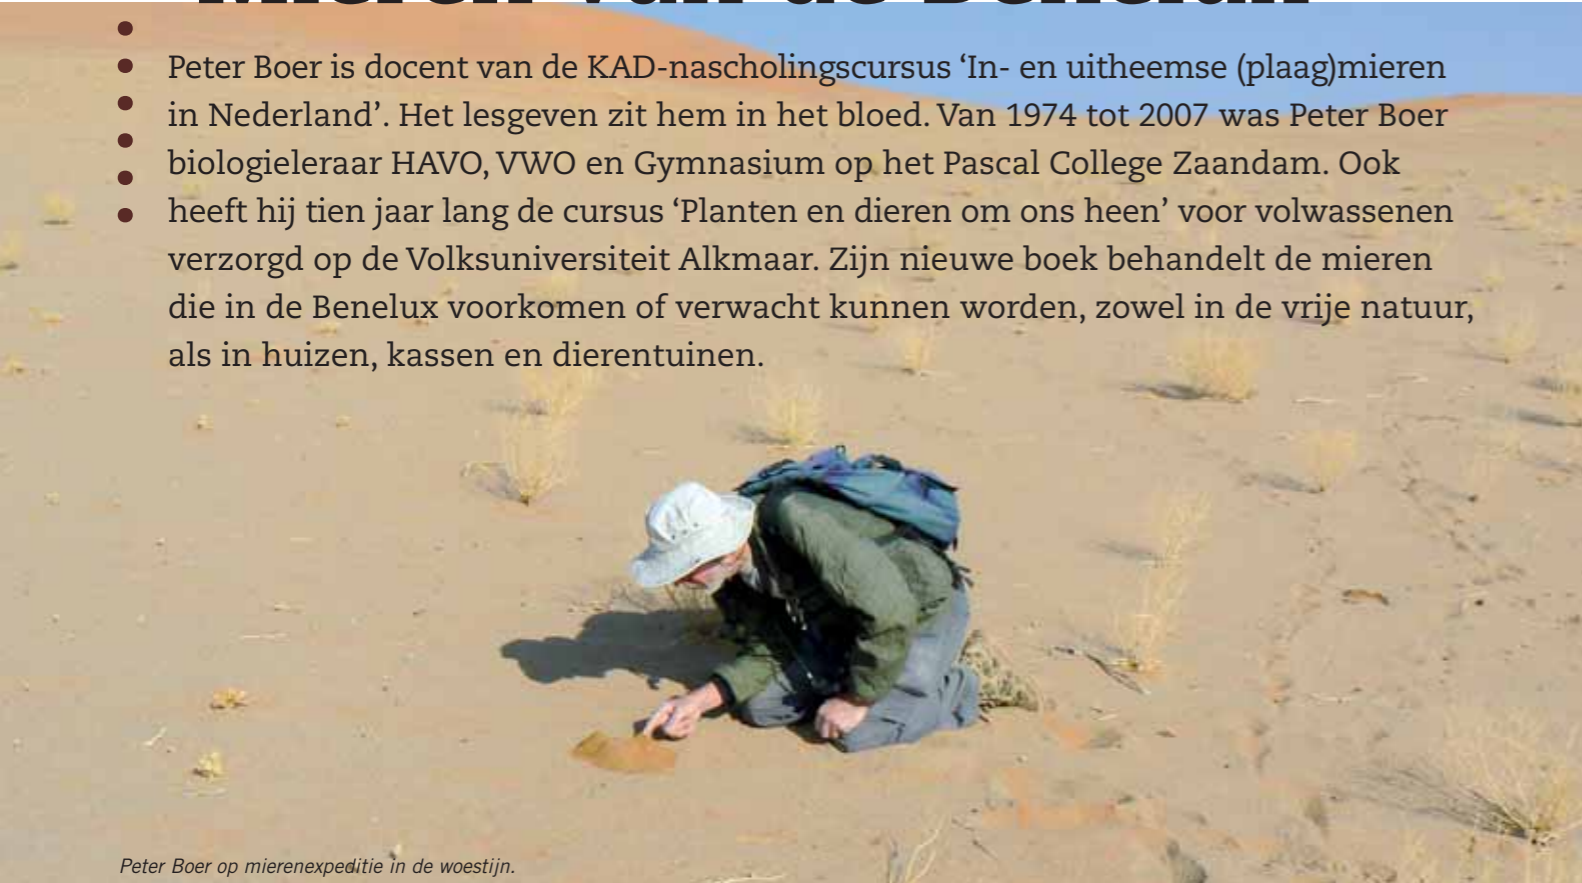 Mieren van de Benelux
Peter Boer is docent van de KAD-nascholingscursus ‘In- en uitheemse (plaag)mieren
in Nederland’. Het lesgeven zit hem in het bloed. Van 1974 tot 2007 was Peter Boer
biologieleraar HAVO, VWO en Gymnasium op het Pascal College Zaandam. Ook
heeft hij tien jaar lang de cursus ‘Planten en dieren om ons heen’ voor volwassenen
verzorgd op de Volksuniversiteit Alkmaar. Zijn nieuwe boek behandelt de mieren
die in de Benelux voorkomen of verwacht kunnen worden, zowel in de vrije natuur,
als in huizen, kassen en dierentuinen.
Peter Boer op mierenexpeditie in de woestijn.